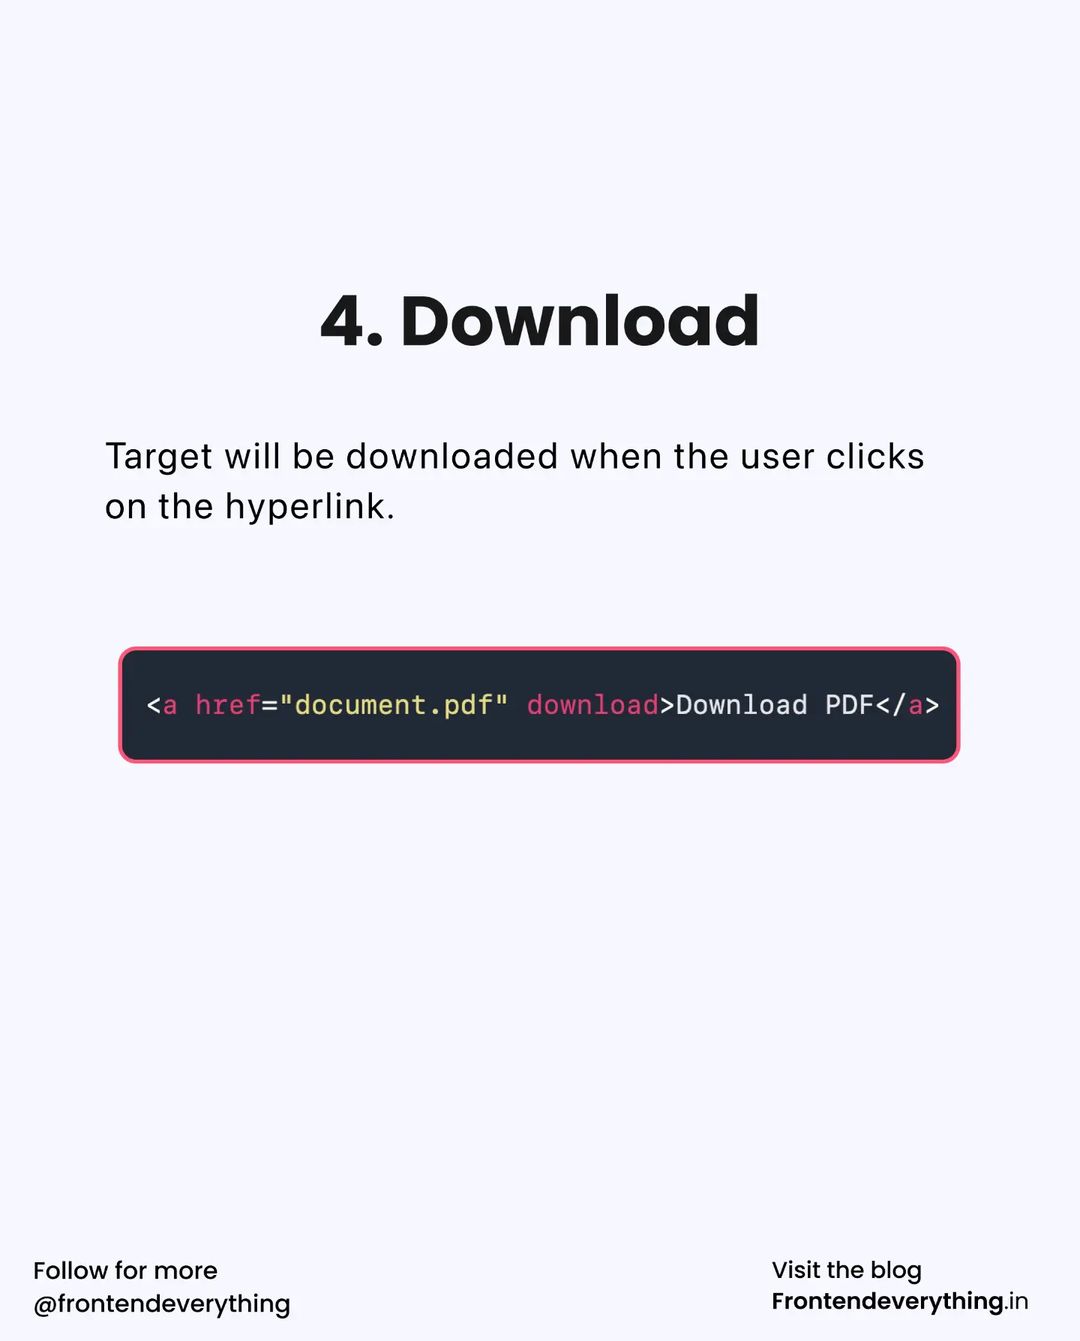 4. Download
Target will be downloaded when the user clicks
on the hyperlink.
<a href="document.pdf" download>Download PDF</a>
Follow for more
@frontendeverything
Visit the blog
Frontendeverything.in